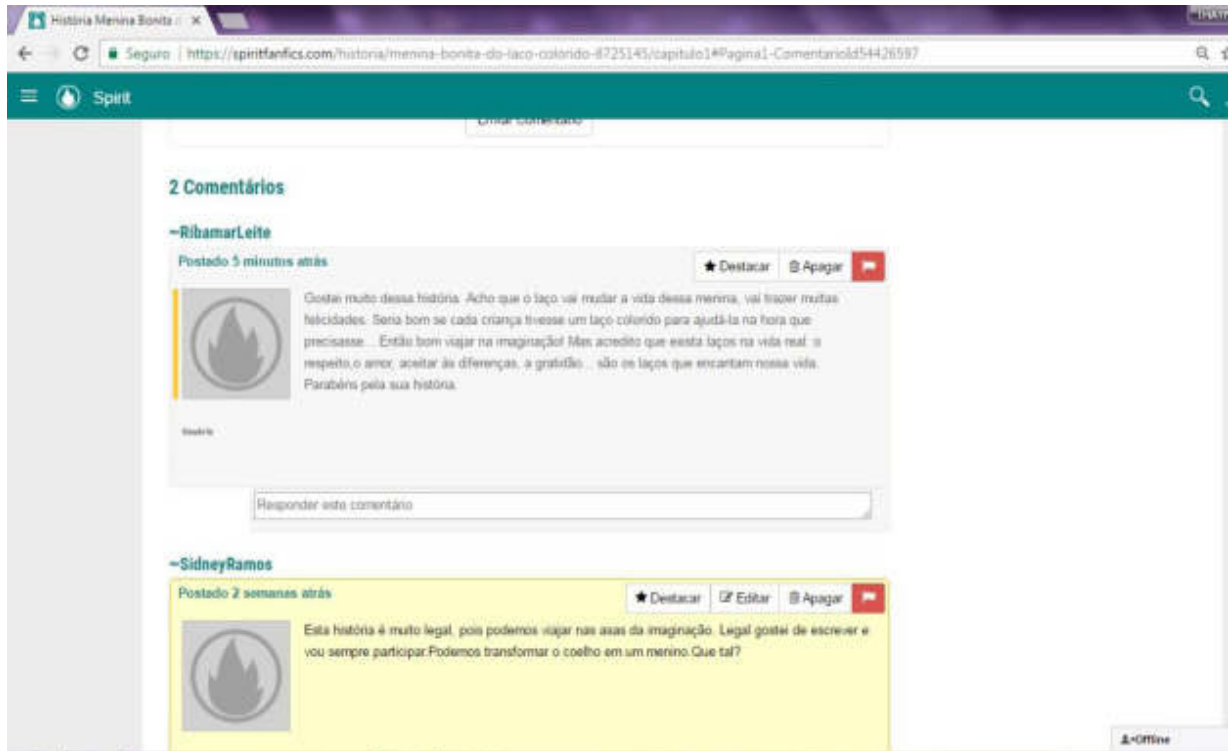 História Menina Bonita
Seguro | https://spiritfanfics.com/historia/menina-bonita-do-laco-colorido-8725145/capitulo1#Pagina1-ComentarioId54426597
Spirit
Enviar Comentário
2 Comentários
~RibamarLeite
Postado 5 minutos atrás
Destacar Apagar
Gostei muito dessa história. Acho que o laço vai mudar a vida dessa menina, vai trazer muitas
felicidades. Seria bom se cada criança tivesse um laço colorido para ajudá-la na hora que
precisasse... Então bom viajar na imaginação! Mas acredito que exista laços na vida real: o
respeito,o amor, aceitar às diferenças, a gratidão... são os laços que encantam nossa vida.
Parabéns pela sua história.
Usuário
Responder este comentário
~SidneyRamos
Postado 2 semanas atrás
Destacar Editar Apagar
Esta história é muito legal, pois podemos viajar nas asas da imaginação. Legal gostei de escrever e
vou sempre participar.Podemos transformar o coelho em um menino.Que tal?
Offline